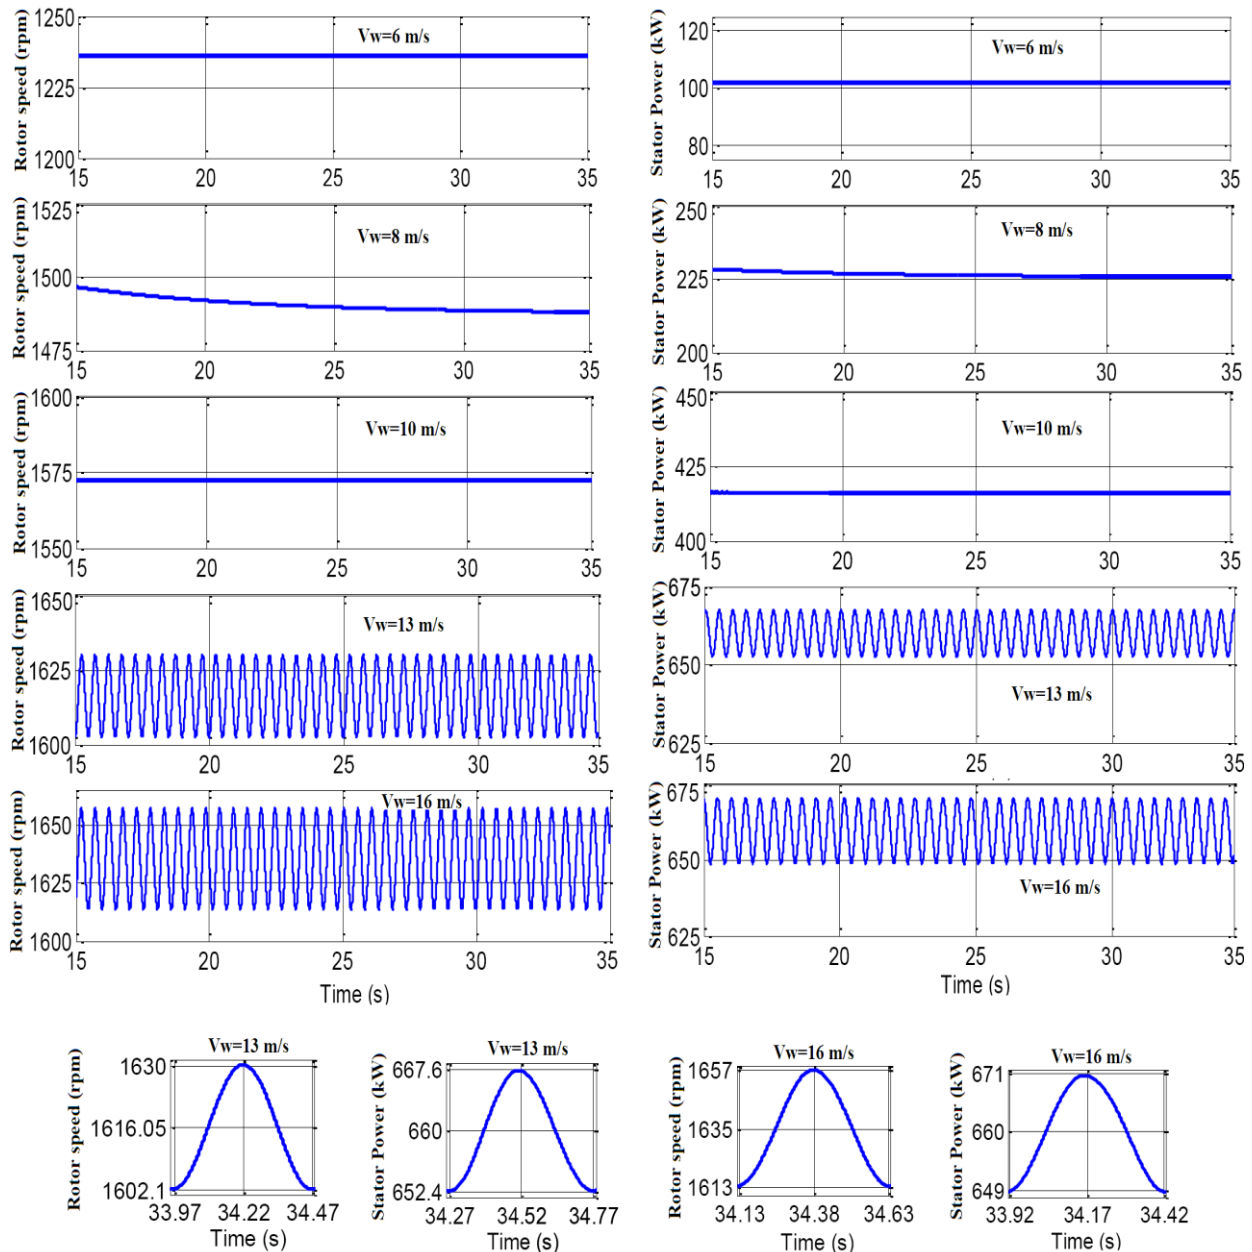 Rotor speed (rpm)
1250
1225
1200
Vw=6 m/s
15 20 25 30 35
Stator Power (kW)
120
100
80
Vw=6 m/s
15 20 25 30 35
Rotor speed (rpm)
1525
1500
1475
Vw=8 m/s
15 20 25 30 35
Stator Power (kW)
250
225
200
Vw=8 m/s
15 20 25 30 35
Rotor speed (rpm)
1600
1575
1550
Vw=10 m/s
15 20 25 30 35
Stator Power (kW)
450
425
400
Vw=10 m/s
15 20 25 30 35
Rotor speed (rpm)
1650
1625
1600
Vw=13 m/s
15 20 25 30 35
Stator Power (kW)
675
650
625
Vw=13 m/s
15 20 25 30 35
Rotor speed (rpm)
1650
1625
1600
Vw=16 m/s
15 20 25 30 35
Time (s)
Stator Power (kW)
675
650
625
Vw=16 m/s
15 20 25 30 35
Time (s)
Vw=13 m/s
Rotor speed (rpm)
1630
1616.05
1602.1
33.97 34.22 34.47
Time (s)
Vw=13 m/s
Stator Power (kW)
667.6
660
652.4
34.27 34.52 34.77
Time (s)
Vw=16 m/s
Rotor speed (rpm)
1657
1635
1613
34.13 34.38 34.63
Time (s)
Vw=16 m/s
Stator Power (kW)
671
660
649
33.92 34.17 34.42
Time (s)